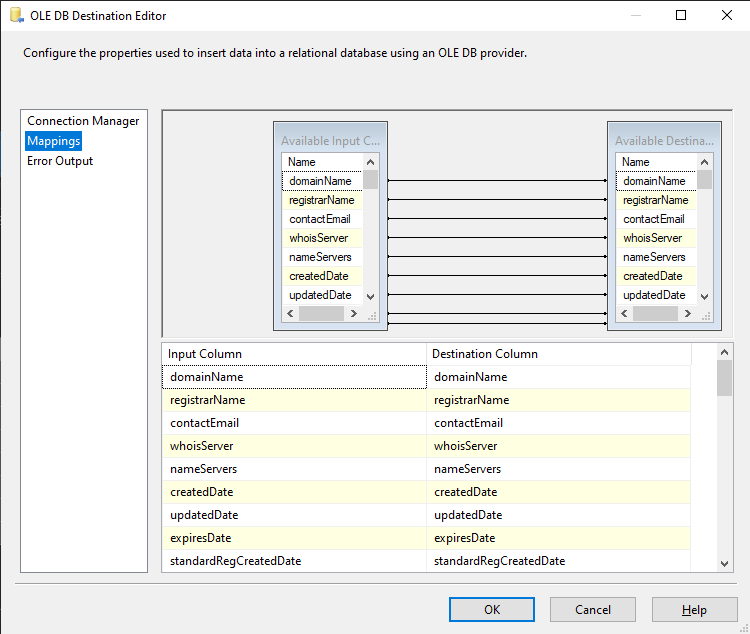 OLE DB Destination Editor
Configure the properties used to insert data into a relational database using an OLE DB provider.
Connection Manager
Mappings
Error Output
Available Input C...
Name
domainName
registrarName
contactEmail
whoisServer
nameServers
createdDate
updatedDate
Available Destina...
Name
domainName
registrarName
contactEmail
whoisServer
nameServers
createdDate
updatedDate
Input Column Destination Column
domainName domainName
registrarName registrarName
contactEmail contactEmail
whoisServer whoisServer
nameServers nameServers
createdDate createdDate
updatedDate updatedDate
expiresDate expiresDate
standardRegCreatedDate standardRegCreatedDate
OK Cancel Help